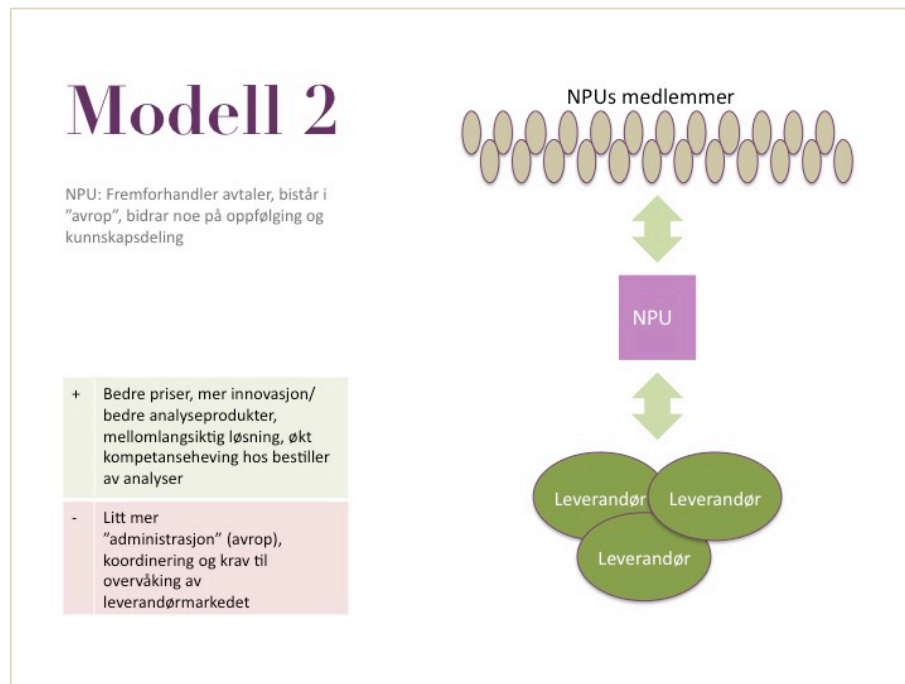 Modell 2
NPU: Fremforhandler avtaler, bistår i
”avrop”, bidrar noe på oppfølging og
kunnskapsdeling
+ Bedre priser, mer innovasjon/
bedre analyseprodukter,
mellomlangsiktig løsning, økt
kompetanseheving hos bestiller
av analyser
- Litt mer
”administrasjon” (avrop),
koordinering og krav til
overvåking av
leverandørmarkedet
NPUs medlemmer
NPU
Leverandør Leverandør
Leverandør